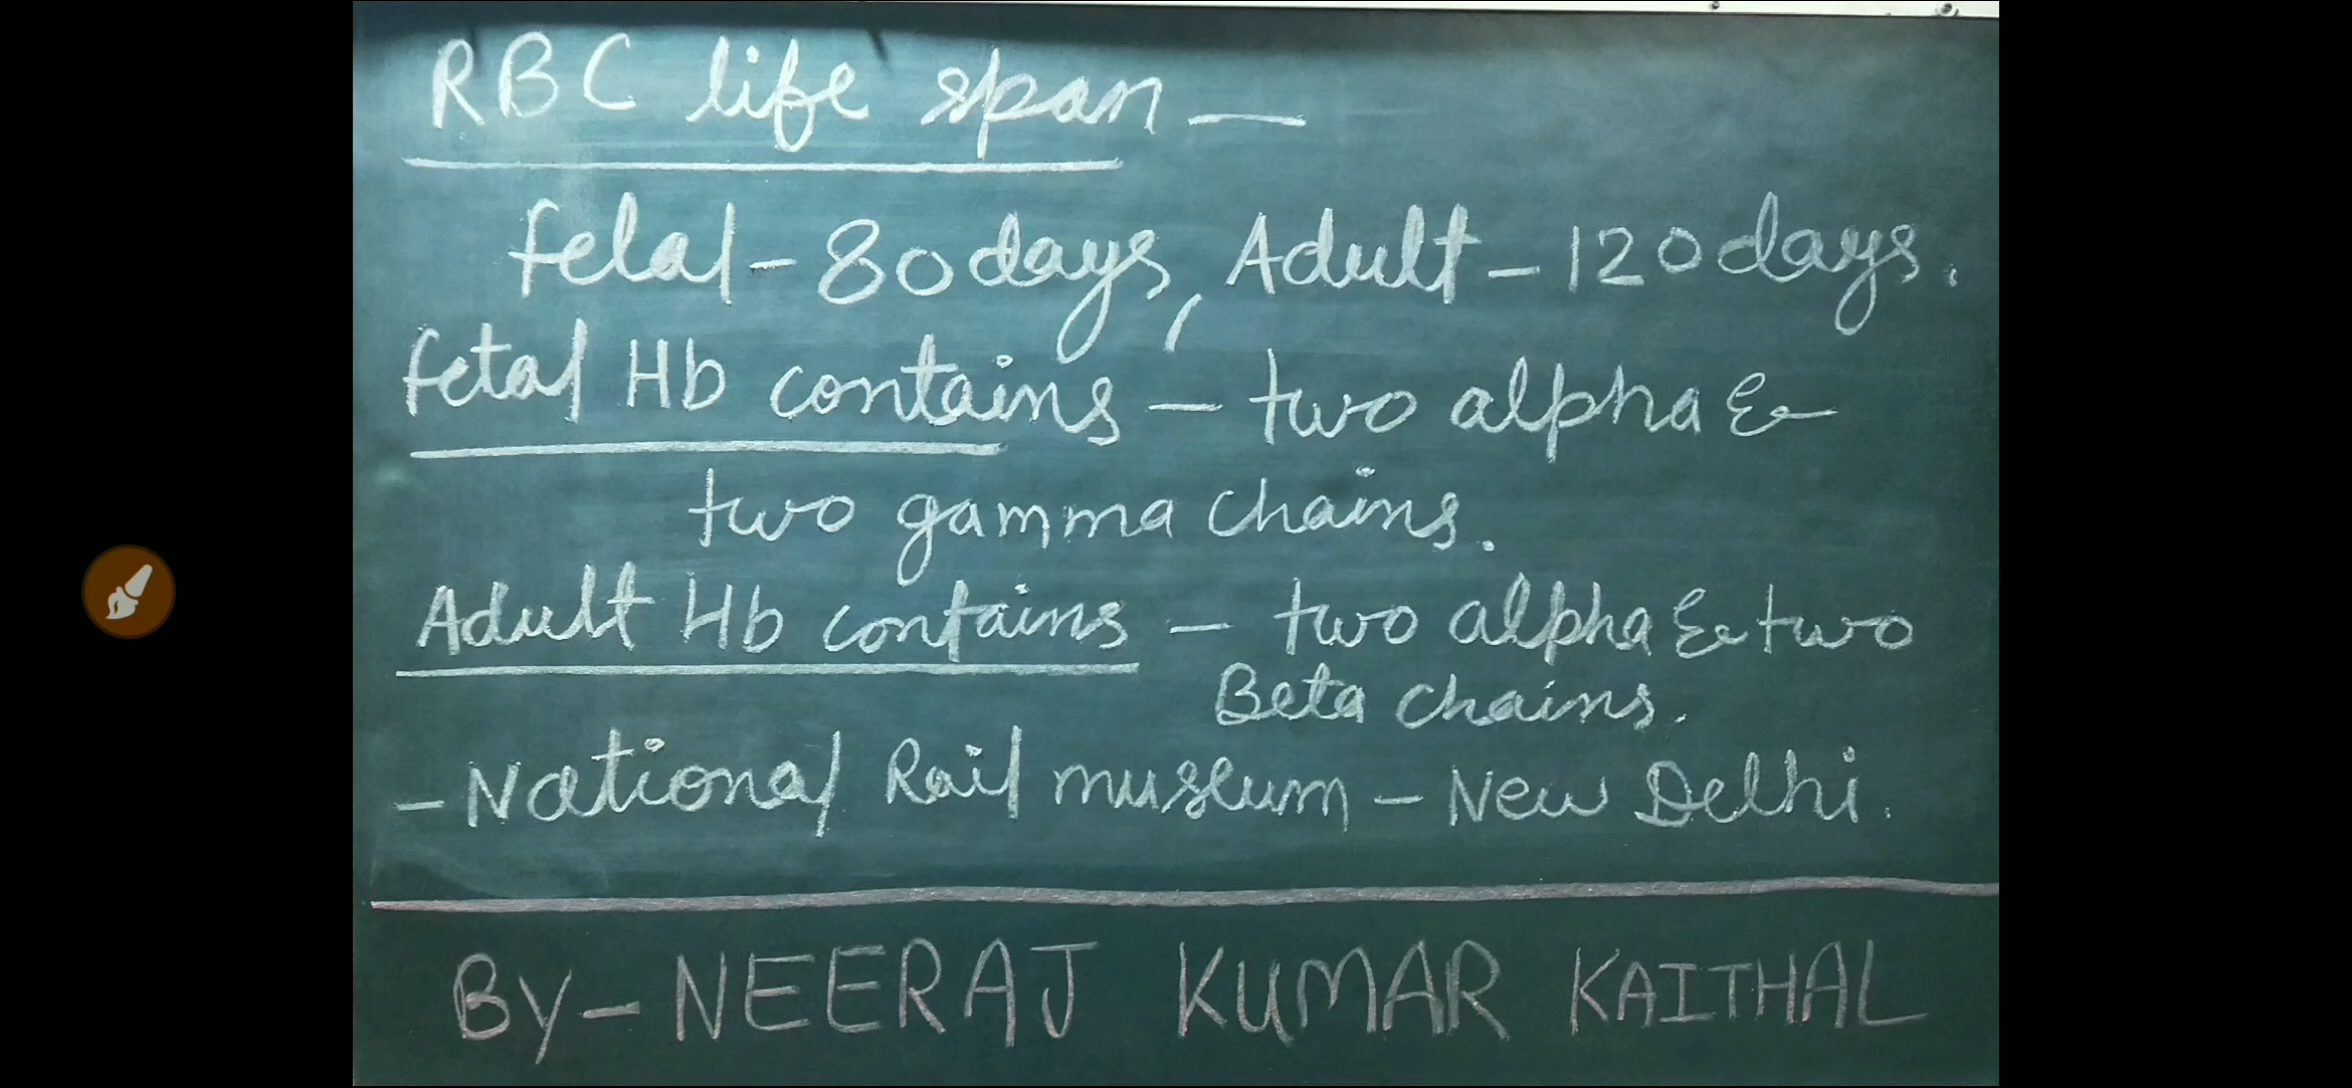 RBC life span —
Fetal - 80 days, Adult - 120 days.
Fetal Hb contains - two alpha &
two gamma chains.
Adult Hb contains - two alpha & two
Beta chains.
- National Rail museum - New Delhi.
BY - NEERAJ KUMAR KAITHAL